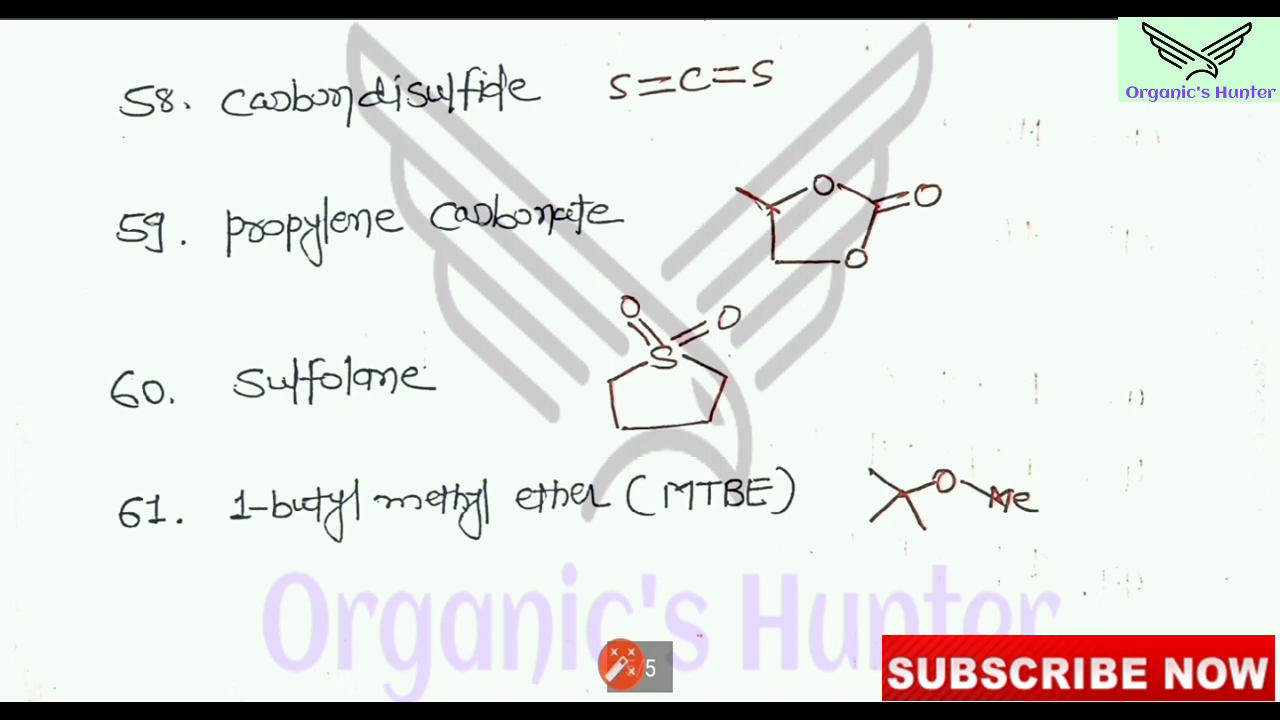 Organic's Hunter
58. Carbondisulfide S=C=S
59. propylene carbonate O O O
60. sulfolane O O S
61. 1-butyl methyl ether (MTBE) O Me
Organic's Hunter
5
SUBSCRIBE NOW